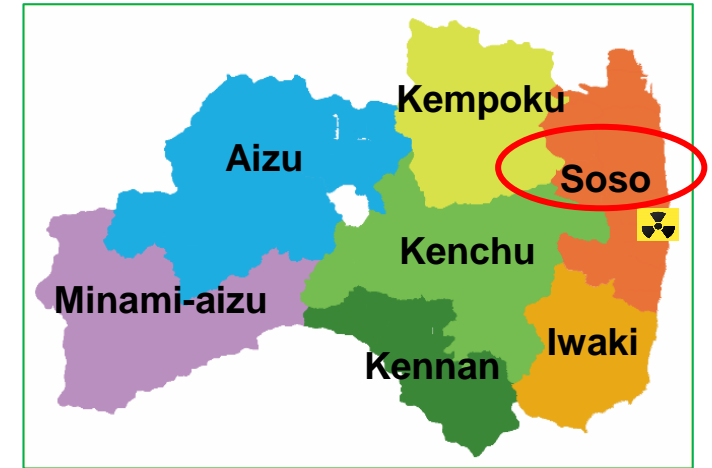 Kempoku
Aizu
Soso
Kenchu
Minami-aizu
Iwaki
Kennan